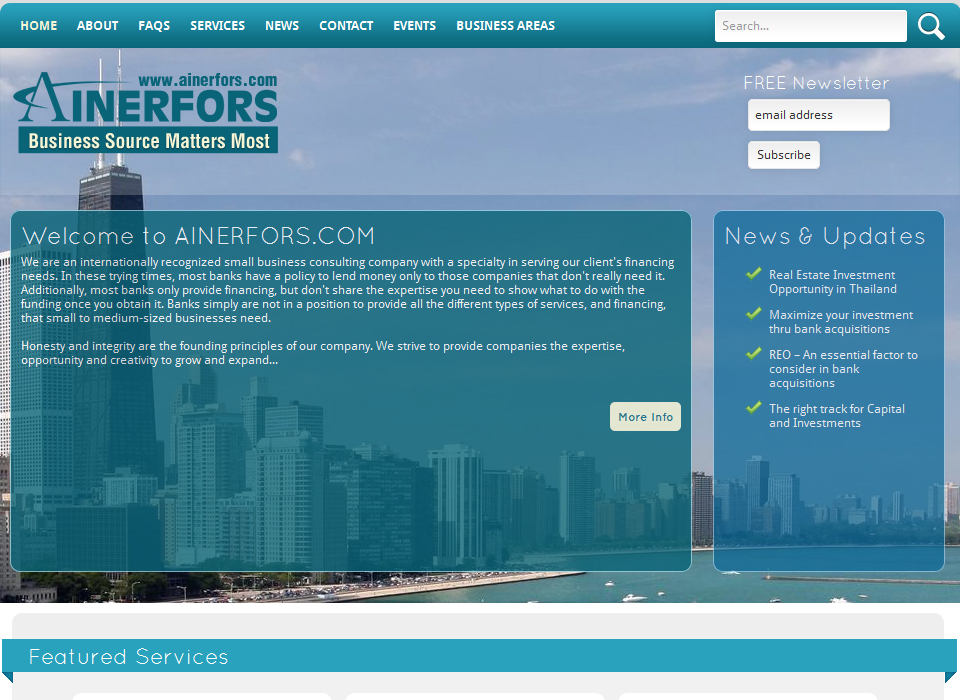 HOME ABOUT FAQS SERVICES NEWS CONTACT EVENTS BUSINESS AREAS Search...
www.ainerfors.com
AINERFORS
Business Source Matters Most
FREE Newsletter
email address
Subscribe
Welcome to AINERFORS.COM
We are an internationally recognized small business consulting company with a specialty in serving our client's financing
needs. In these trying times, most banks have a policy to lend money only to those companies that don't really need it.
Additionally, most banks only provide financing, but don't share the expertise you need to show what to do with the
funding once you obtain it. Banks simply are not in a position to provide all the different types of services, and financing,
that small to medium-sized businesses need.
Honesty and integrity are the founding principles of our company. We strive to provide companies the expertise,
opportunity and creativity to grow and expand...
More Info
News & Updates
Real Estate Investment
Opportunity in Thailand
Maximize your investment
thru bank acquisitions
REO – An essential factor to
consider in bank
acquisitions
The right track for Capital
and Investments
Featured Services